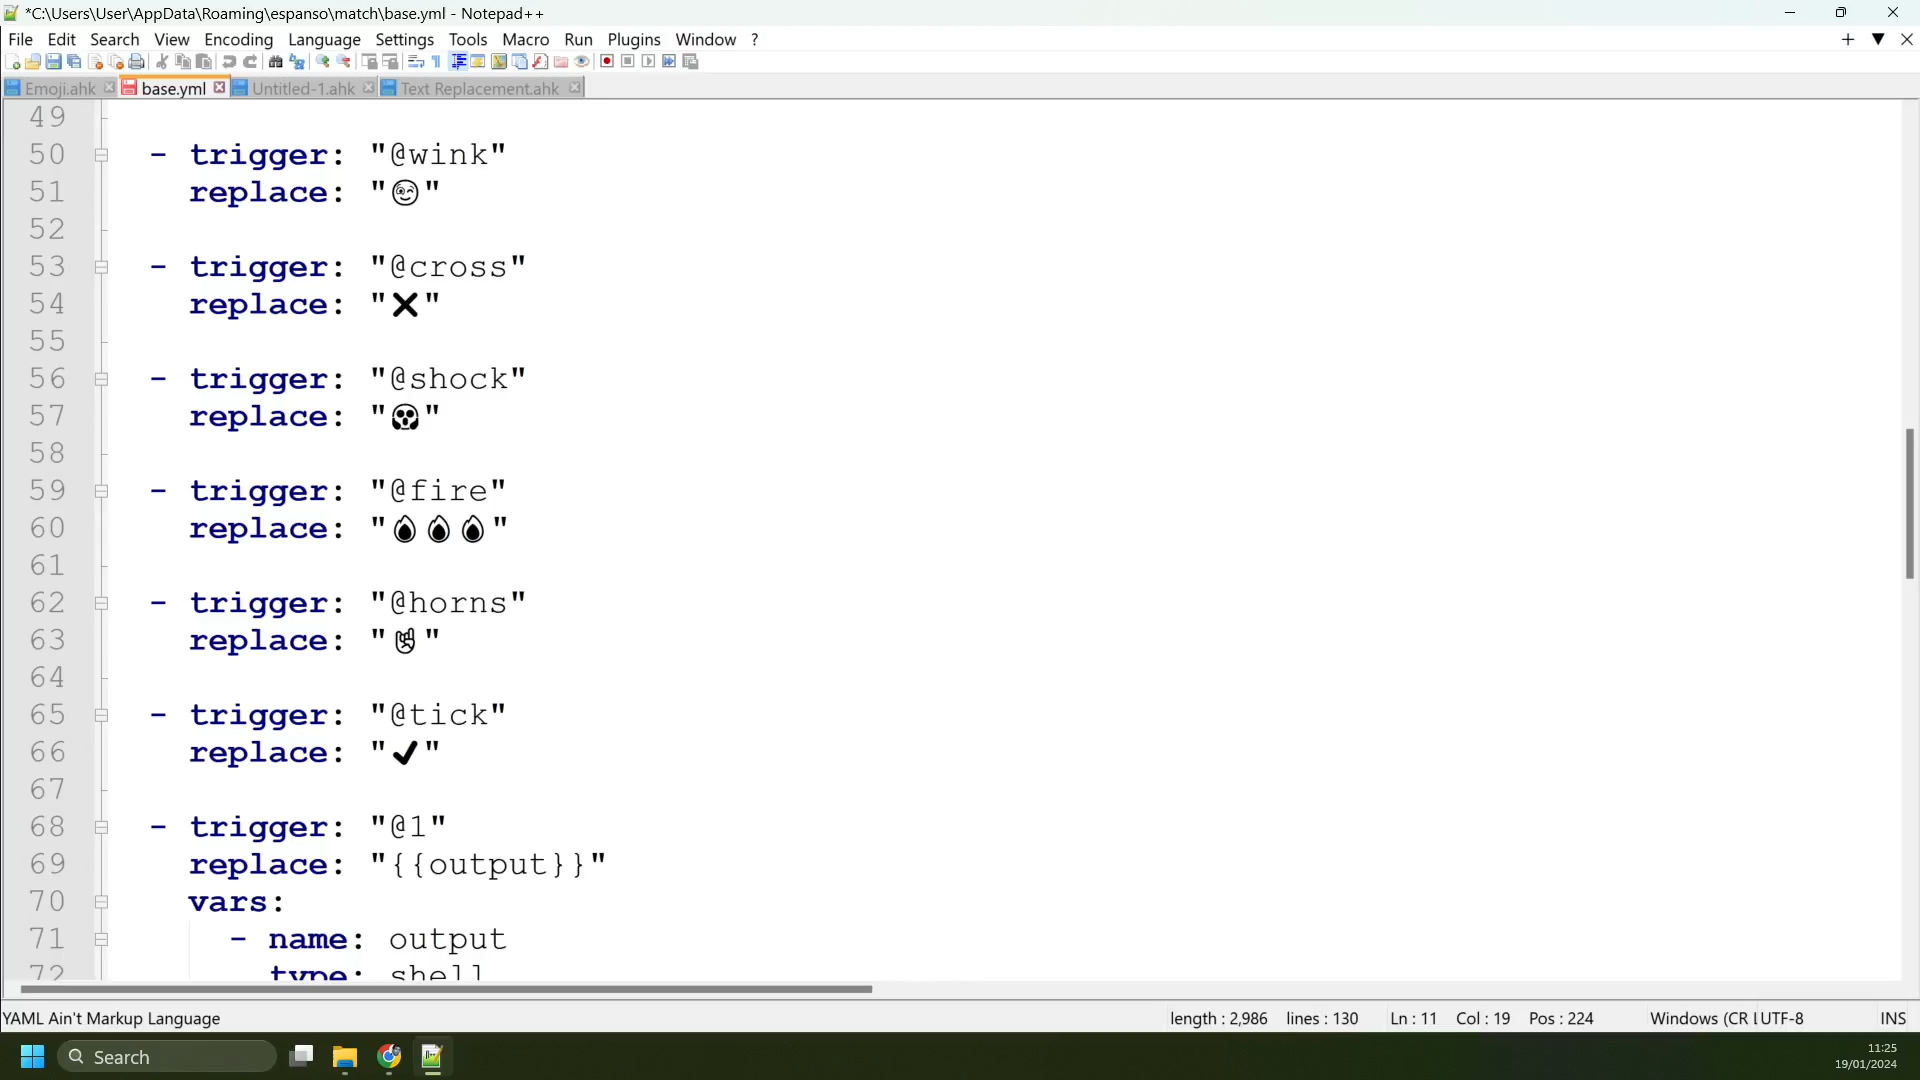 *C:\Users\User\AppData\Roaming\espanso\match\base.yml - Notepad++
File Edit Search View Encoding Language Settings Tools Macro Run Plugins Window ?
Emoji.ahk base.yml Untitled-1.ahk Text Replacement.ahk
49
50 - trigger: "@wink"
51 replace: "😉"
52
53 - trigger: "@cross"
54 replace: "❌"
55
56 - trigger: "@shock"
57 replace: "😱"
58
59 - trigger: "@fire"
60 replace: "🔥🔥🔥"
61
62 - trigger: "@horns"
63 replace: "🤘"
64
65 - trigger: "@tick"
66 replace: "✔"
67
68 - trigger: "@1"
69 replace: "{{output}}"
70 vars:
71 - name: output
72 type: shell
YAML Ain't Markup Language length : 2,986 lines : 130 Ln : 11 Col : 19 Pos : 224 Windows (CR L UTF-8 INS
Search
11:25
19/01/2024